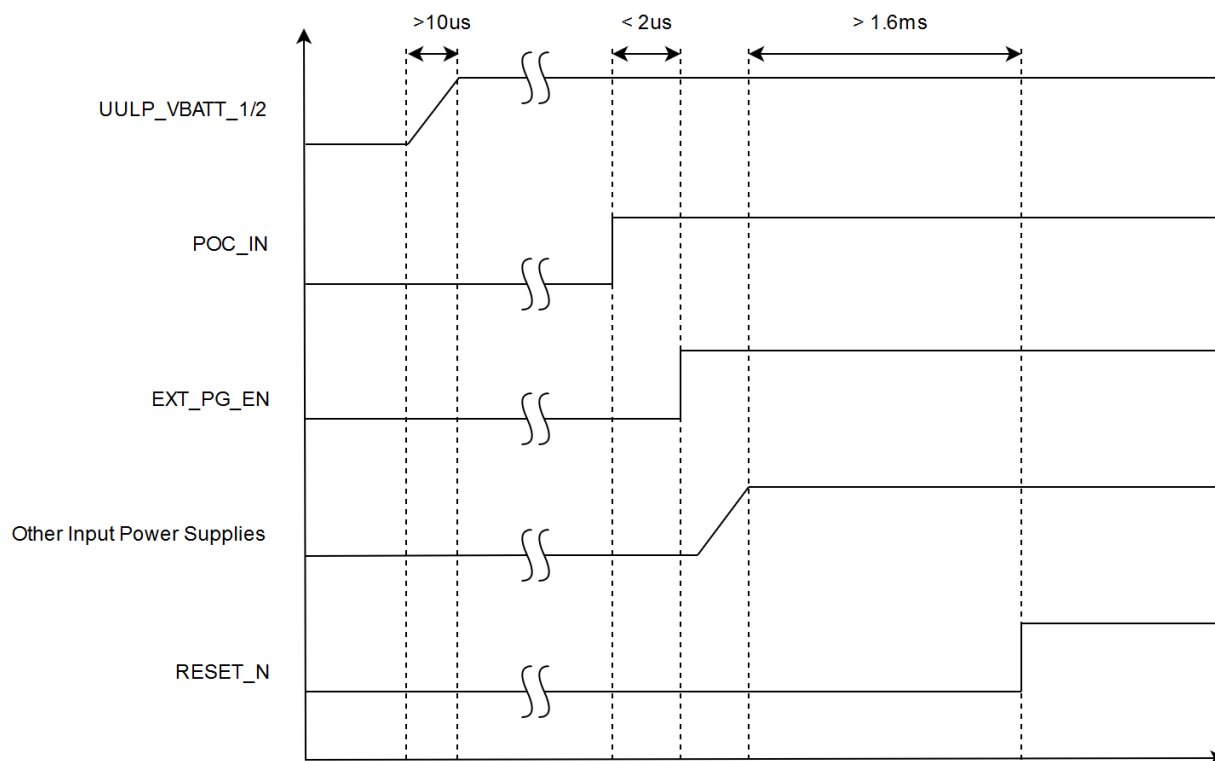 >10us
< 2us
> 1.6ms
UULP_VBATT_1/2
POC_IN
EXT_PG_EN
Other Input Power Supplies
RESET_N